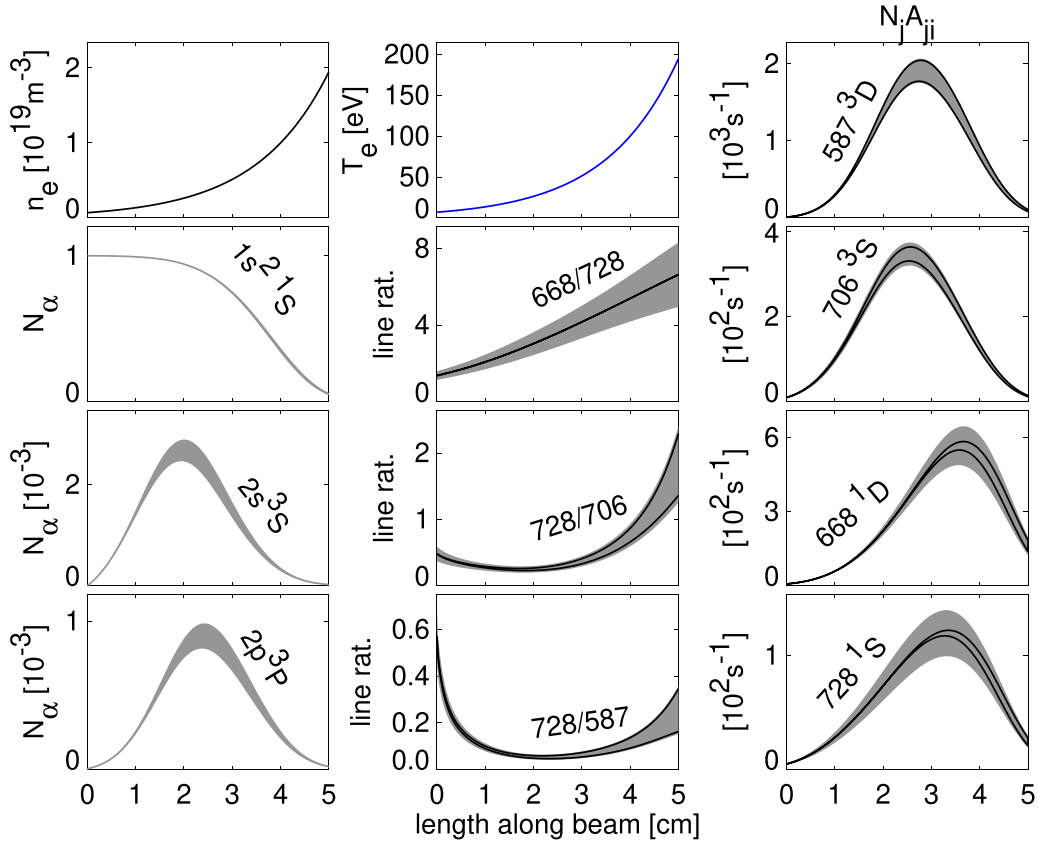 N_jA_ji
n_e [10^19 m^-3]
2
1
0
T_e [eV]
200
150
100
50
0
[10^3 s^-1]
2
1
0
587 ^3D
N_α
1
0
1s^2 ^1S
line rat.
8
4
0
668/728
[10^2 s^-1]
4
2
0
706 ^3S
N_α [10^-3]
2
0
2s ^3S
line rat.
2
1
0
728/706
[10^2 s^-1]
6
3
0
668 ^1D
N_α [10^-3]
1
0
2p ^3P
line rat.
0.6
0.4
0.2
0.0
728/587
[10^2 s^-1]
1
0
728 ^1S
0 1 2 3 4 5
0 1 2 3 4 5
0 1 2 3 4 5
length along beam [cm]